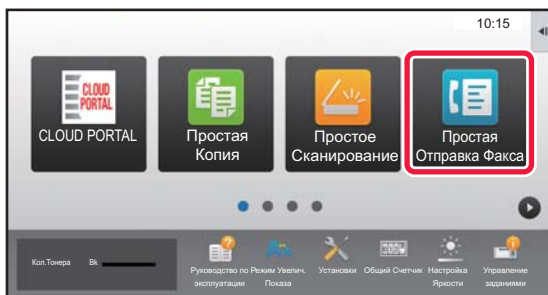 10:15
CLOUD PORTAL
CLOUD PORTAL
Простая Копия
Простое Сканирование
Простая Отправка Факса
Кол.Тонера Bk
Руководство по эксплуатации
Режим Увелич. Показа
Установки
Общий Счетчик
Настройка Яркости
Управление заданиями